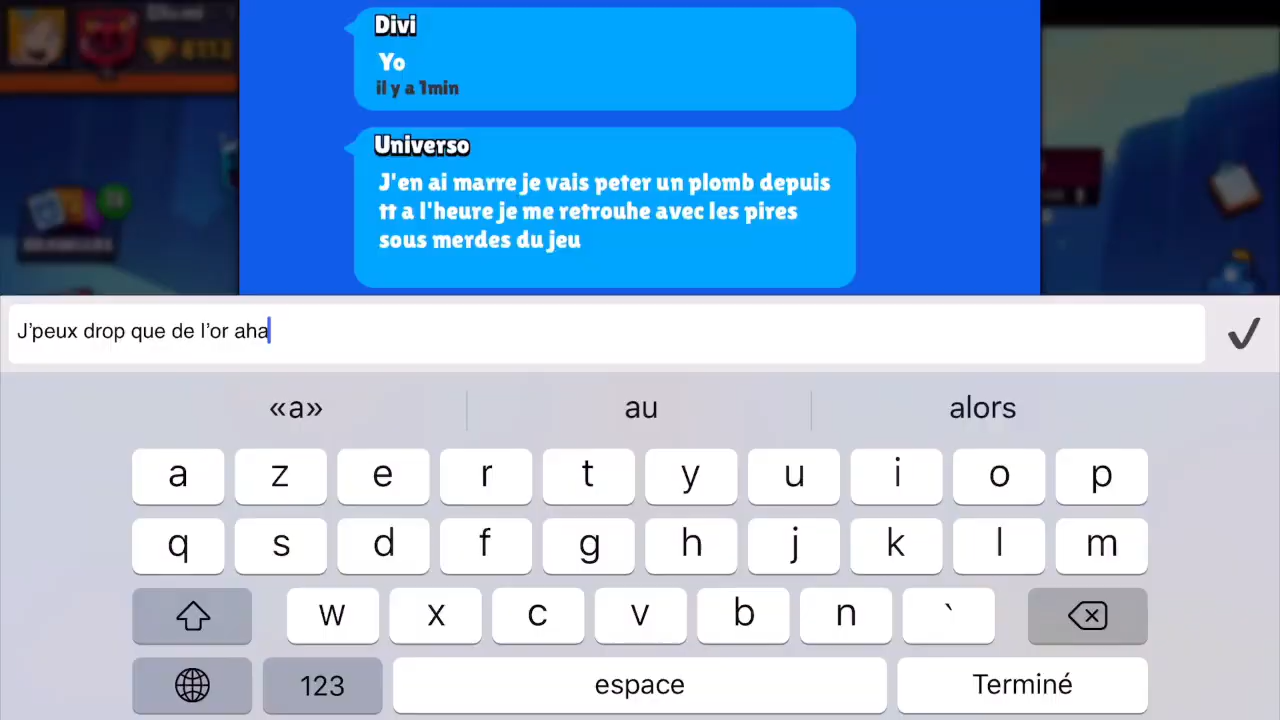 Divi
Yo
il y a 1min
Universo
J'en ai marre je vais peter un plomb depuis
tt a l'heure je me retrouhe avec les pires
sous merdes du jeu
J’peux drop que de l’or aha
«a» au alors
a z e r t y u i o p
q s d f g h j k l m
w x c v b n `
123 espace Terminé